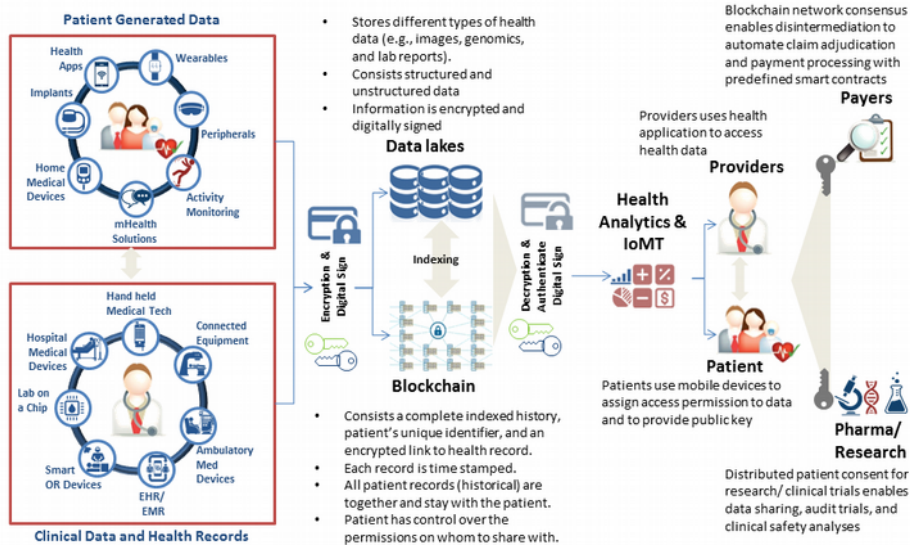 Patient Generated Data
Health
Apps
Wearables
Implants
Peripherals
Home
Medical
Devices
Activity
Monitoring
mHealth
Solutions
Hand held
Medical Tech
Hospital
Medical
Devices
Connected
Equipment
Lab on
a Chip
Ambulatory
Med
Devices
Smart
OR Devices
EHR/
EMR
Clinical Data and Health Records
Encryption &
Digital Sign
• Stores different types of health
data (e.g., images, genomics,
and lab reports).
• Consists structured and
unstructured data
• Information is encrypted and
digitally signed
Data lakes
Indexing
Blockchain
• Consists a complete indexed history,
patient's unique identifier, and an
encrypted link to health record.
• Each record is time stamped.
• All patient records (historical) are
together and stay with the patient.
• Patient has control over the
permissions on whom to share with.
Decryption &
Authenticate
Digital Sign
Health
Analytics &
IoMT
Providers uses health
application to access
health data
Providers
Patient
Patients use mobile devices to
assign access permission to data
and to provide public key
Blockchain network consensus
enables disintermediation to
automate claim adjudication
and payment processing with
predefined smart contracts
Payers
Pharma/
Research
Distributed patient consent for
research/ clinical trials enables
data sharing, audit trials, and
clinical safety analyses